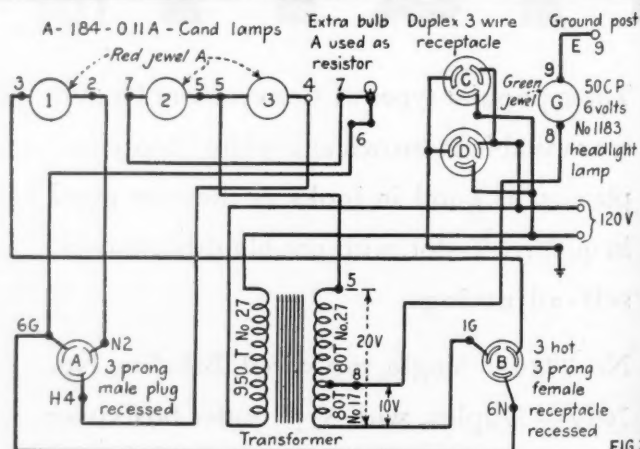 A-184-011A-Cand lamps
Red jewel A,
Extra bulb
A used as
resistor
Duplex 3 wire
receptacle
Ground post
E 9
3 1 2 7 2 5 5 3 4 7
6
C
D
Green
jewel
9
G
8
50 CP
6 volts
No 1183
headlight
lamp
120V
6G
N2
A
H4
3 prong
male plug
recessed
950 T No 27
80T No.27
80T
No 17
5
20V
8
10V
Transformer
1G
B
6N
3 hot
3 prong
female
receptacle
recessed